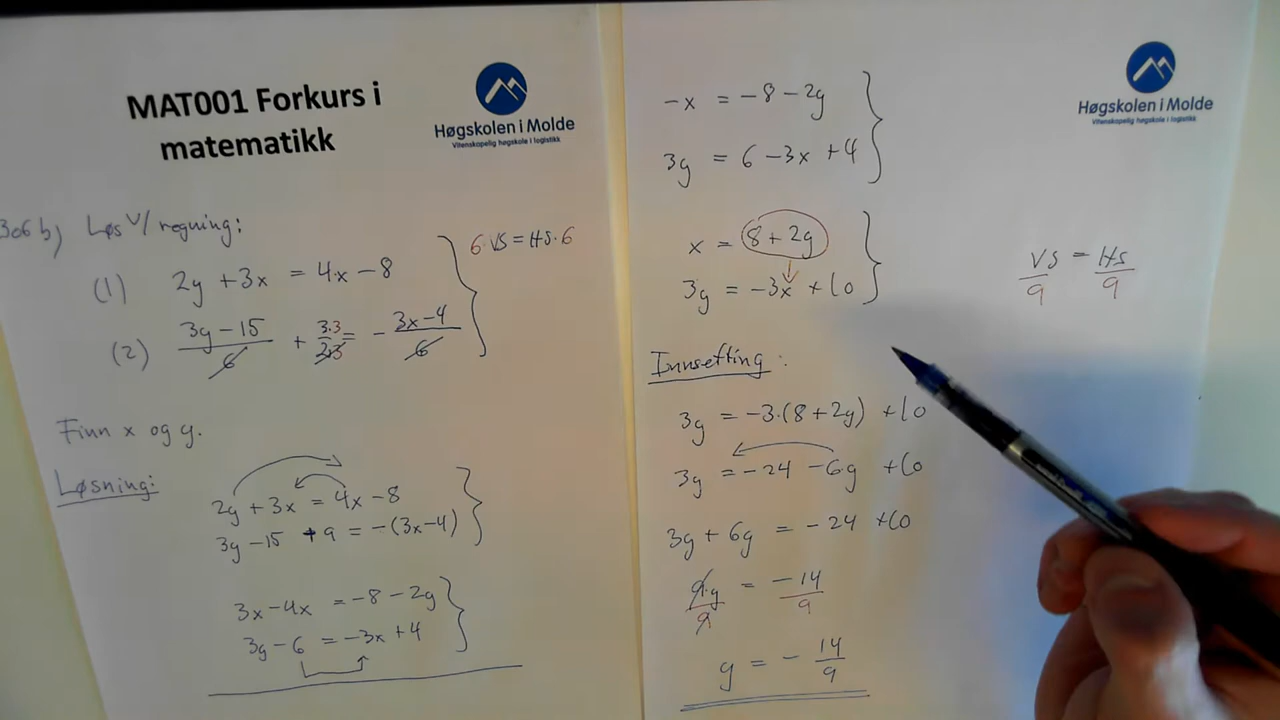 MAT001 Forkurs i
matematikk
Høgskolen i Molde
Vitenskapelig høgskole i logistikk
306 b) Løs v/ regning:
(1) 2y + 3x = 4x - 8
(2) (3y - 15)/6 + (3·3)/(2·3) = - (3x - 4)/6
6·VS = HS·6
Finn x og y.
Løsning:
2y + 3x = 4x - 8
3y - 15 + 9 = -(3x - 4)
3x - 4x = -8 - 2y
3y - 6 = -3x + 4
Høgskolen i Molde
Vitenskapelig høgskole i logistikk
-x = -8 - 2y
3y = 6 - 3x + 4
x = 8 + 2y
3y = -3x + 10
VS/9 = HS/9
Innsetting:
3y = -3·(8 + 2y) + 10
3y = -24 - 6y + 10
3y + 6y = -24 + 10
9·y/9 = -14/9
y = - 14/9